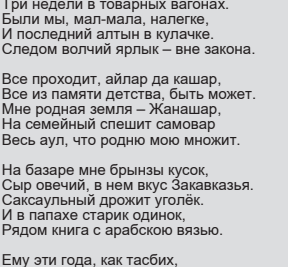 Три недели в товарных вагонах.
Были мы, мал-мала, налегке,
И последний алтын в кулачке.
Следом волчий ярлык – вне закона.
Все проходит, айлар да кашар,
Все из памяти детства, быть может.
Мне родная земля – Жанашар,
На семейный спешит самовар
Весь аул, что родню мою множит.
На базаре мне брынзы кусок,
Сыр овечий, в нем вкус Закавказья.
Саксаульный дрожит уголёк.
И в папахе старик одинок,
Рядом книга с арабскою вязью.
Ему эти года, как тасбих,